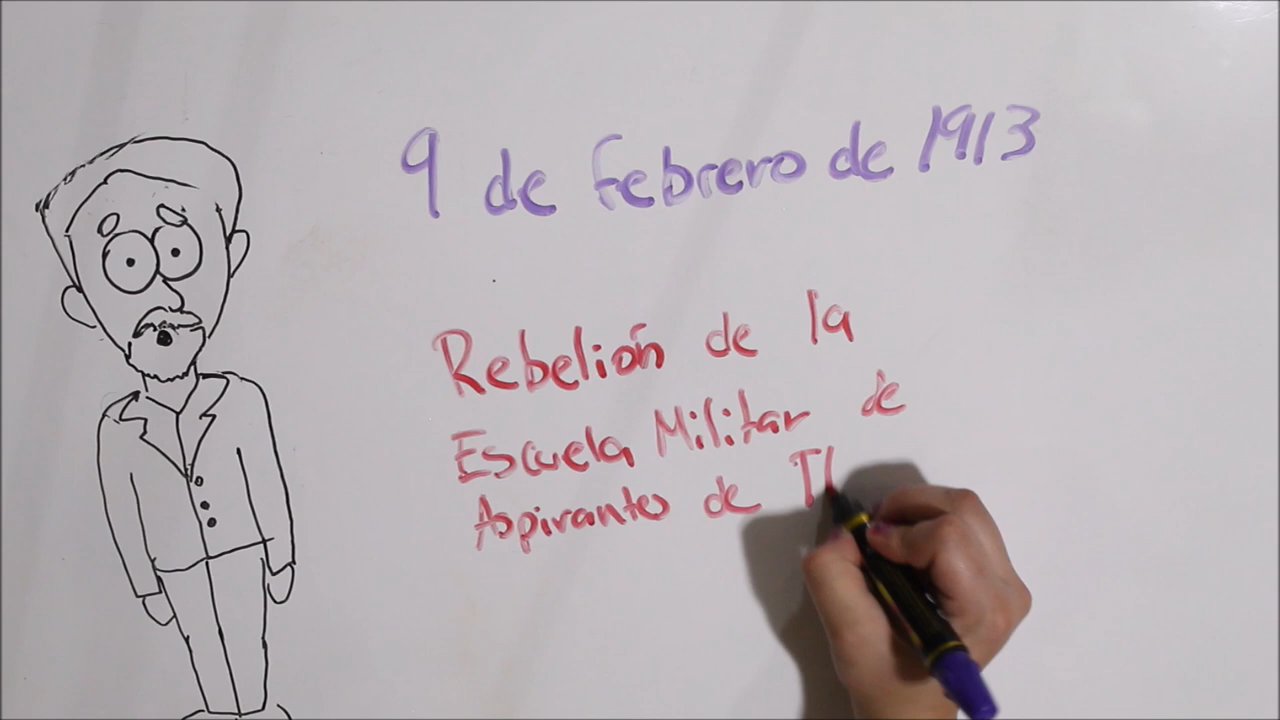 9 de febrero de 1913
Rebelión de la
Escuela Militar de
Aspirantes de Tl